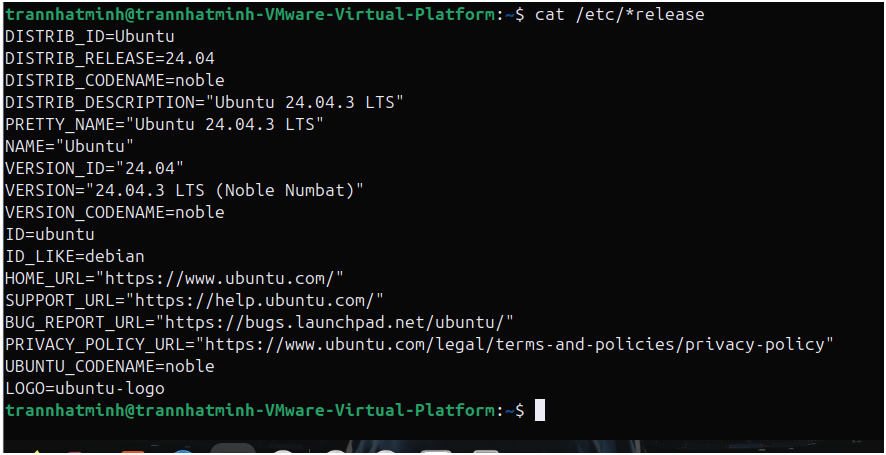 trannhatminh@trannhatminh-VMware-Virtual-Platform:~$ cat /etc/*release
DISTRIB_ID=Ubuntu
DISTRIB_RELEASE=24.04
DISTRIB_CODENAME=noble
DISTRIB_DESCRIPTION="Ubuntu 24.04.3 LTS"
PRETTY_NAME="Ubuntu 24.04.3 LTS"
NAME="Ubuntu"
VERSION_ID="24.04"
VERSION="24.04.3 LTS (Noble Numbat)"
VERSION_CODENAME=noble
ID=ubuntu
ID_LIKE=debian
HOME_URL="https://www.ubuntu.com/"
SUPPORT_URL="https://help.ubuntu.com/"
BUG_REPORT_URL="https://bugs.launchpad.net/ubuntu/"
PRIVACY_POLICY_URL="https://www.ubuntu.com/legal/terms-and-policies/privacy-policy"
UBUNTU_CODENAME=noble
LOGO=ubuntu-logo
trannhatminh@trannhatminh-VMware-Virtual-Platform:~$